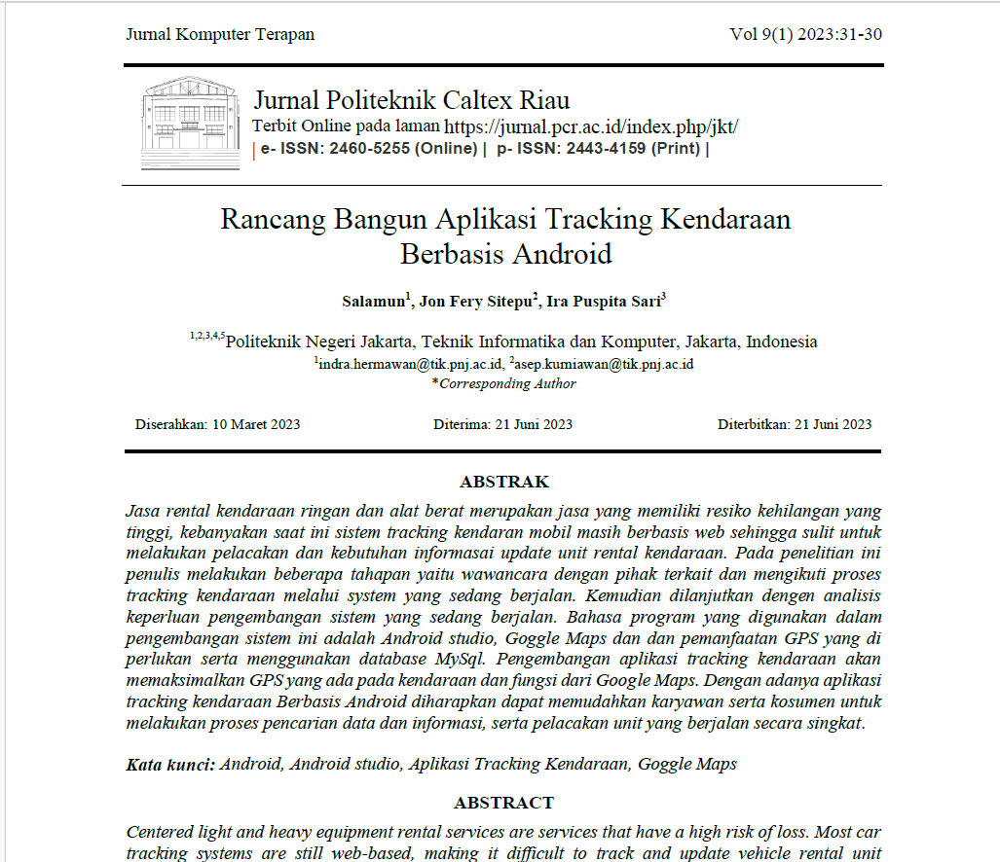 Jurnal Komputer Terapan Vol 9(1) 2023:31-30
Jurnal Politeknik Caltex Riau
Terbit Online pada laman https://jurnal.pcr.ac.id/index.php/jkt/
| e- ISSN: 2460-5255 (Online) | p- ISSN: 2443-4159 (Print) |
Rancang Bangun Aplikasi Tracking Kendaraan
Berbasis Android
Salamun1, Jon Fery Sitepu2, Ira Puspita Sari3
1,2,3,4,5Politeknik Negeri Jakarta, Teknik Informatika dan Komputer, Jakarta, Indonesia
1indra.hermawan@tik.pnj.ac.id, 2asep.kurniawan@tik.pnj.ac.id
*Corresponding Author
Diserahkan: 10 Maret 2023 Diterima: 21 Juni 2023 Diterbitkan: 21 Juni 2023
ABSTRAK
Jasa rental kendaraan ringan dan alat berat merupakan jasa yang memiliki resiko kehilangan yang
tinggi, kebanyakan saat ini sistem tracking kendaran mobil masih berbasis web sehingga sulit untuk
melakukan pelacakan dan kebutuhan informasai update unit rental kendaraan. Pada penelitian ini
penulis melakukan beberapa tahapan yaitu wawancara dengan pihak terkait dan mengikuti proses
tracking kendaraan melalui system yang sedang berjalan. Kemudian dilanjutkan dengen analisis
keperluan pengembangan sistem yang sedang berjalan. Bahasa program yang digunakan dalam
pengembangan sistem ini adalah Android studio, Goggle Maps dan dan pemanfaatan GPS yang di
perlukan serta menggunakan database MySql. Pengembangan aplikasi tracking kendaraan akan
memaksimalkan GPS yang ada pada kendaraan dan fungsi dari Google Maps. Dengan adanya aplikasi
tracking kendaraan Berbasis Android diharapkan dapat memudahkan karyawan serta kosumen untuk
melakukan proses pencarian data dan informasi, serta pelacakan unit yang berjalan secara singkat.
Kata kunci: Android, Android studio, Aplikasi Tracking Kendaraan, Goggle Maps
ABSTRACT
Centered light and heavy equipment rental services are services that have a high risk of loss. Most car
tracking systems are still web-based, making it difficult to track and update vehicle rental unit